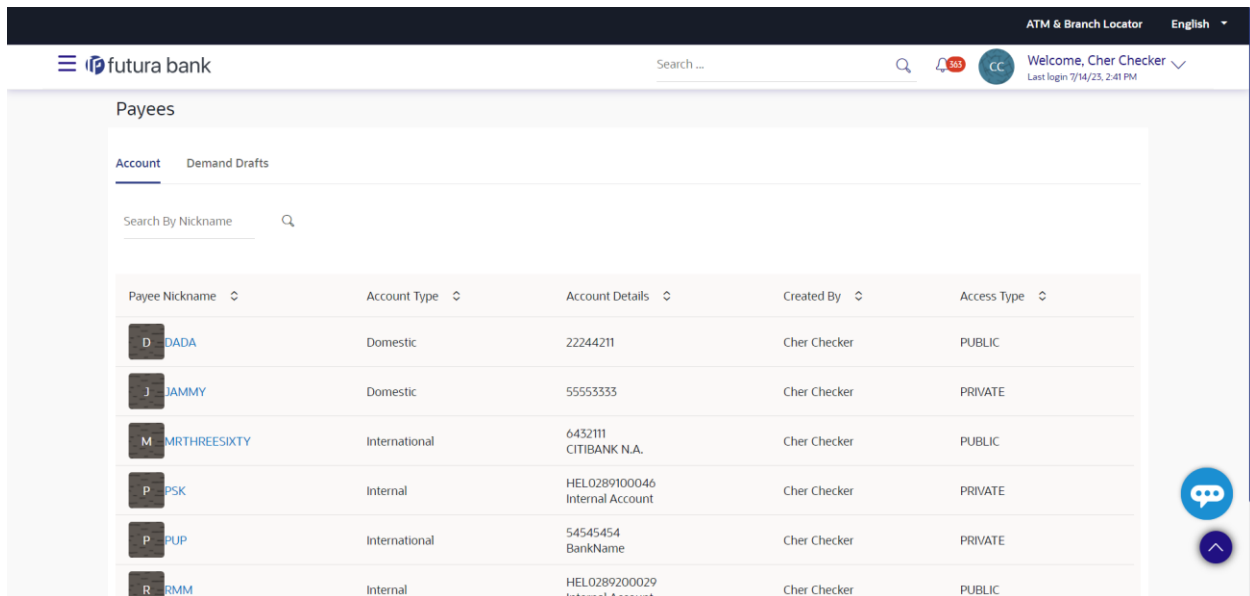 ATM & Branch Locator English
futura bank Search ... 363 CC Welcome, Cher Checker
Last login 7/14/23, 2:41 PM
Payees
Account Demand Drafts
Search By Nickname
Payee Nickname Account Type Account Details Created By Access Type
D DADA Domestic 22244211 Cher Checker PUBLIC
J JAMMY Domestic 55553333 Cher Checker PRIVATE
M MRTHREESIXTY International 6432111 Cher Checker PUBLIC
CITIBANK N.A.
P PSK Internal HEL0289100046 Cher Checker PRIVATE
Internal Account
P PUP International 54545454 Cher Checker PRIVATE
BankName
R RMM Internal HEL0289200029 Cher Checker PUBLIC
Internal Account